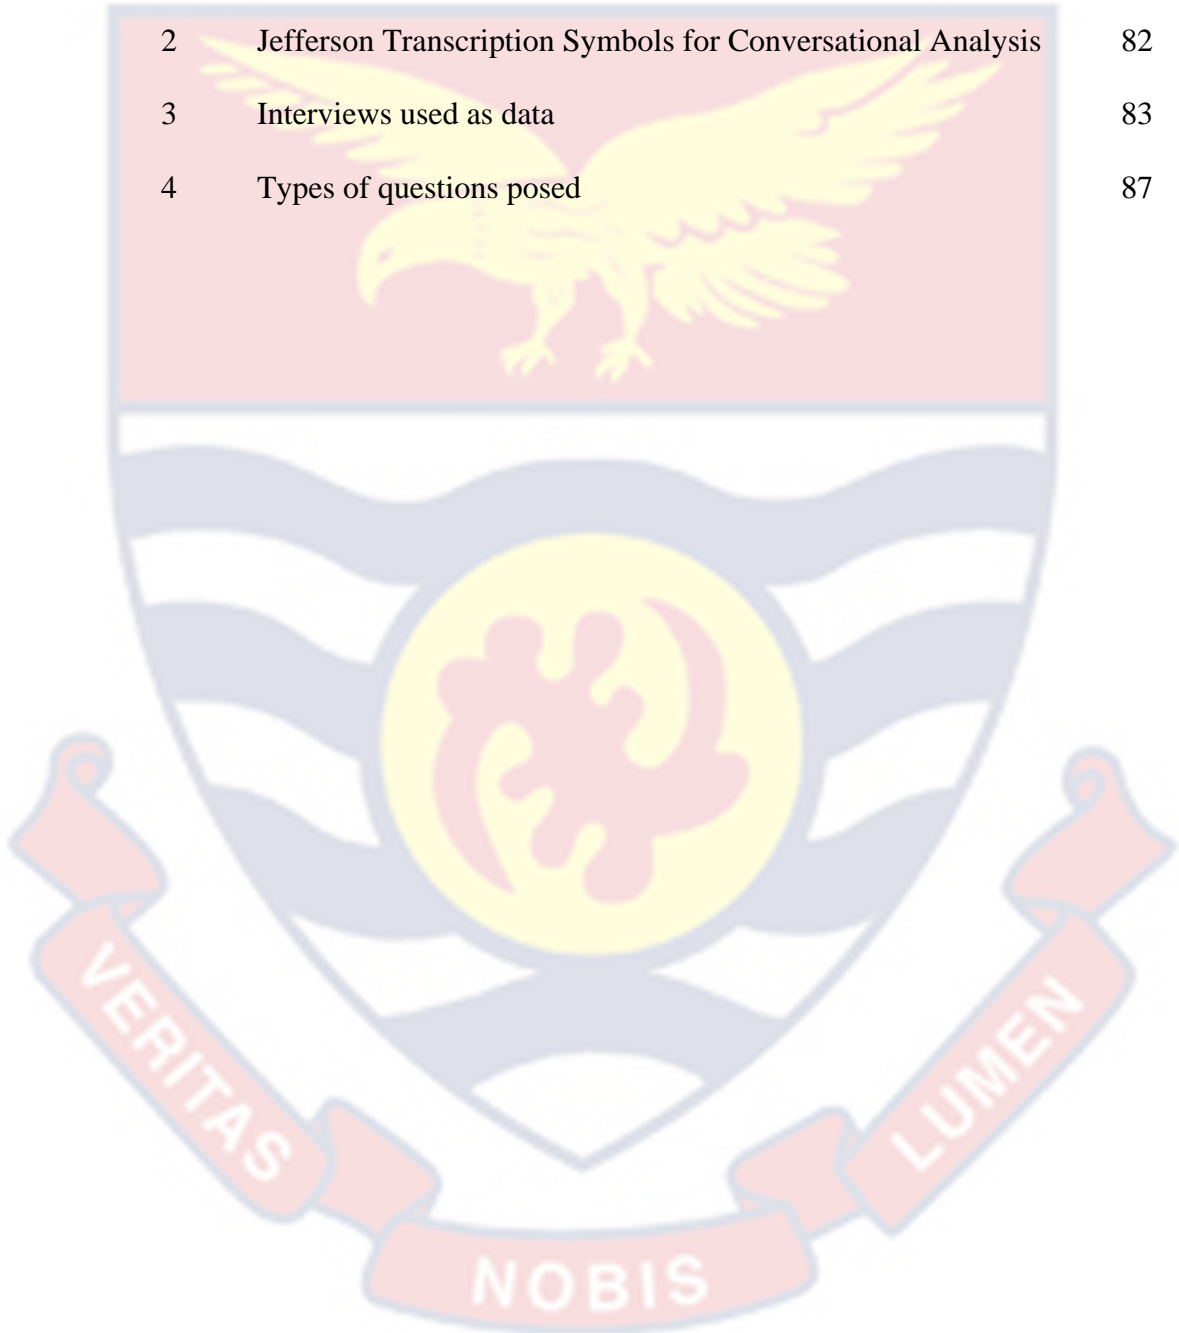 2 Jefferson Transcription Symbols for Conversational Analysis 82
3 Interviews used as data 83
4 Types of questions posed 87
VERITAS
NOBIS
LUMEN